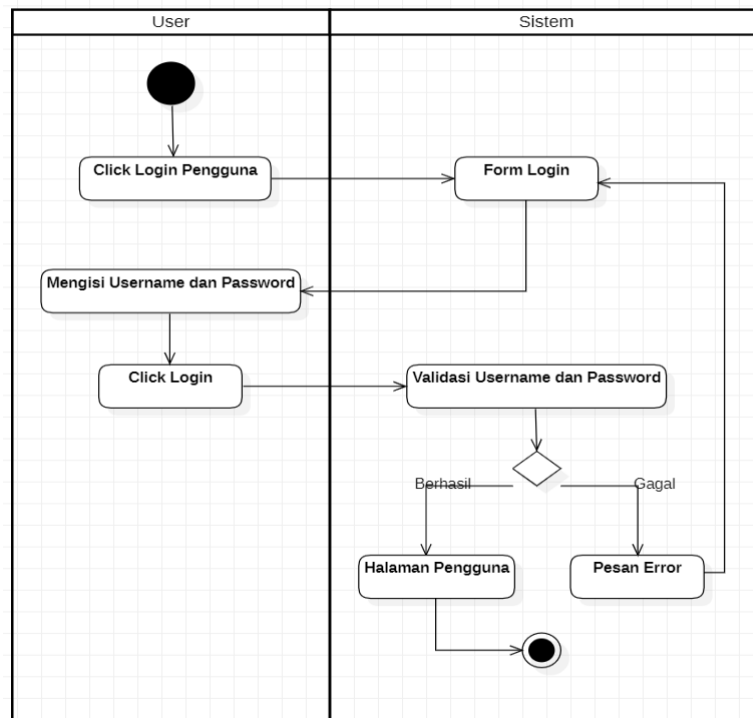 User
Sistem
Click Login Pengguna
Form Login
Mengisi Username dan Password
Click Login
Validasi Username dan Password
Berhasil
Gagal
Halaman Pengguna
Pesan Error